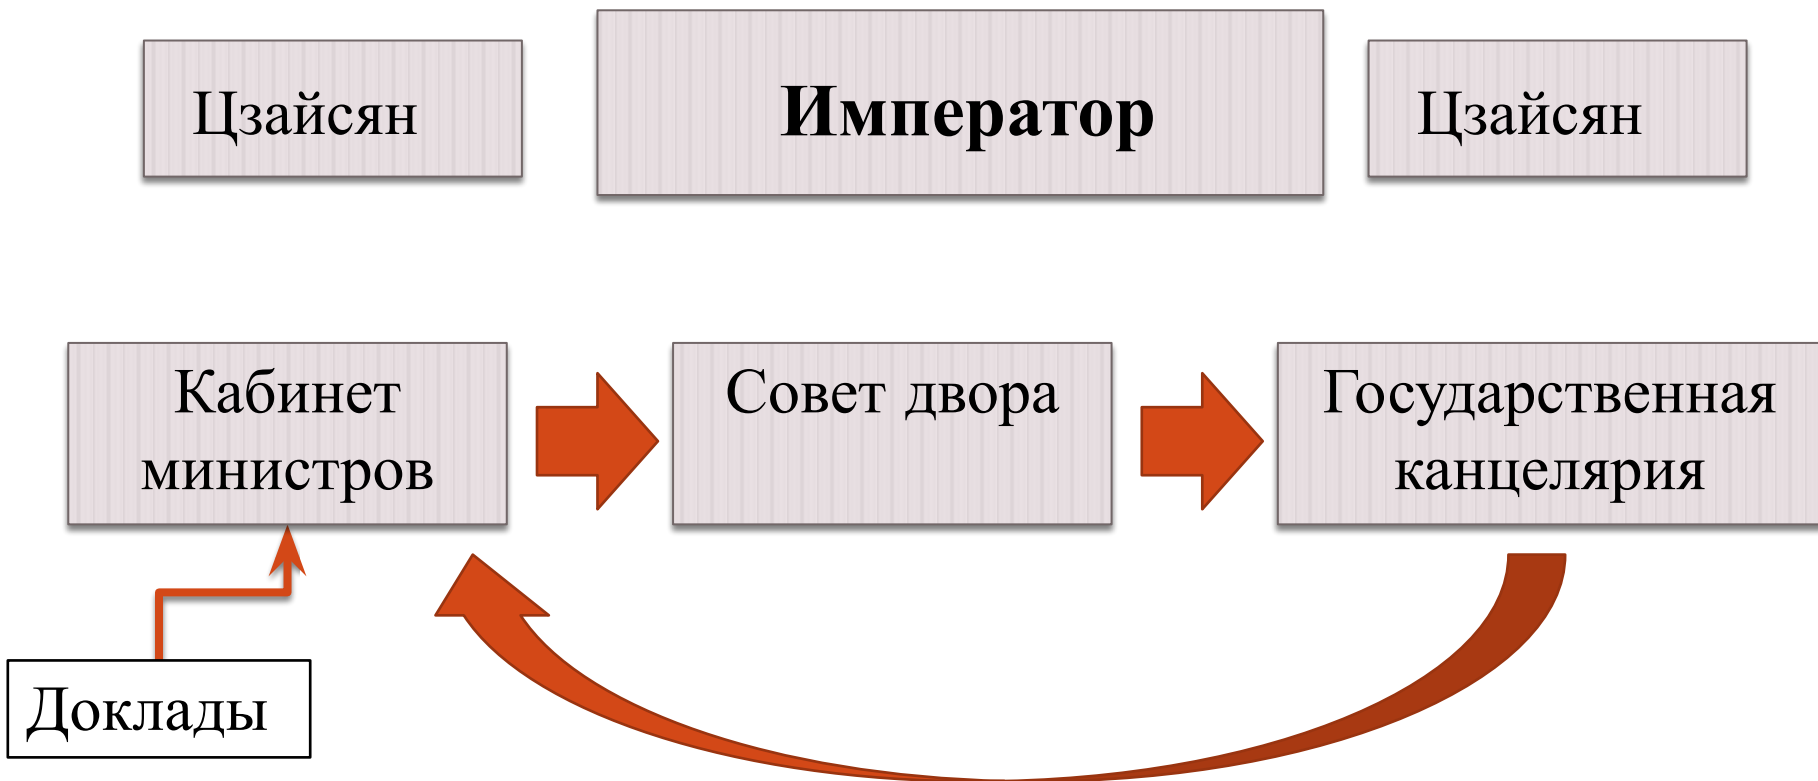 Цзайсян
Император
Цзайсян
Кабинет
министров
Совет двора
Государственная
канцелярия
Доклады